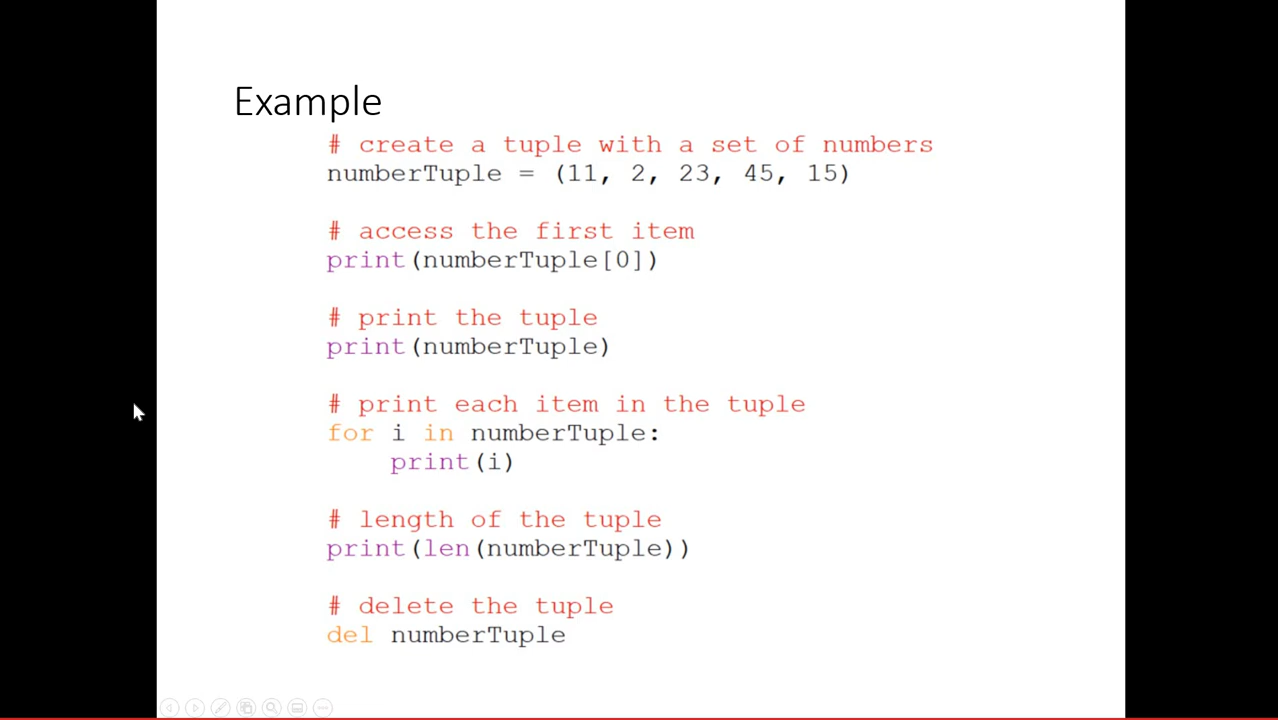 Example
# create a tuple with a set of numbers
numberTuple = (11, 2, 23, 45, 15)
# access the first item
print(numberTuple[0])
# print the tuple
print(numberTuple)
# print each item in the tuple
for i in numberTuple:
    print(i)
# length of the tuple
print(len(numberTuple))
# delete the tuple
del numberTuple